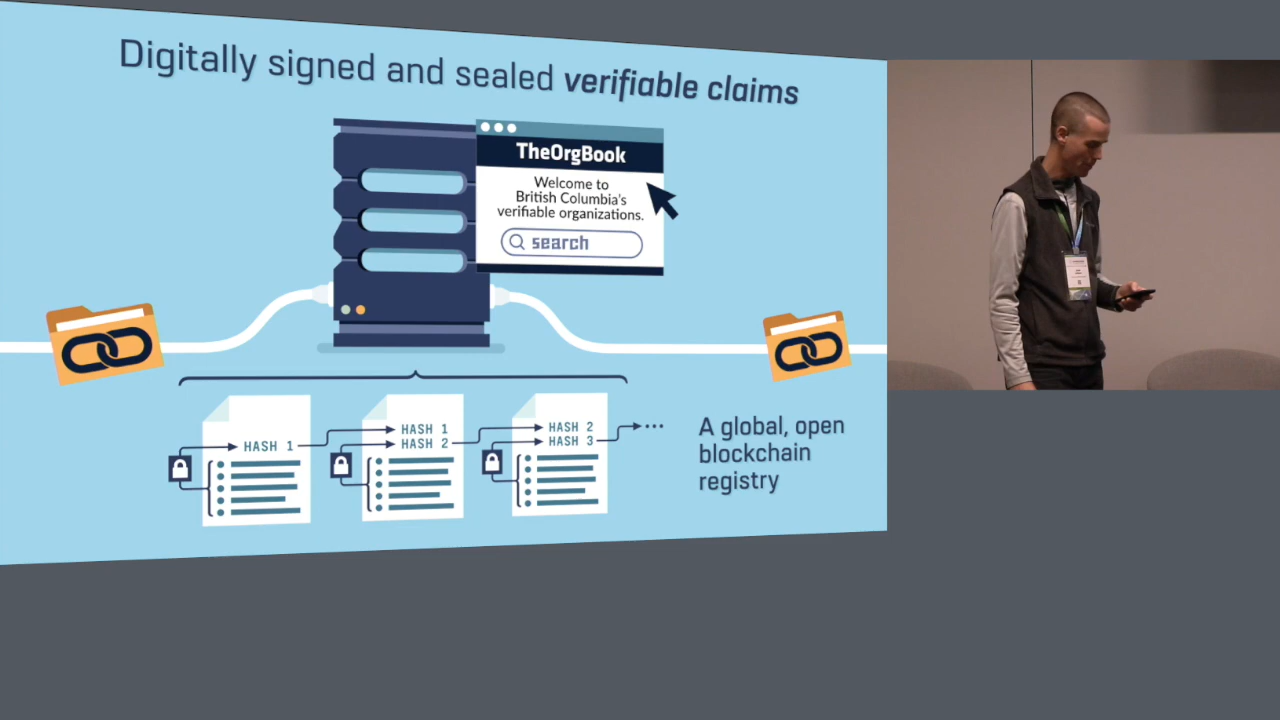 Digitally signed and sealed verifiable claims
TheOrgBook
Welcome to
British Columbia's
verifiable organizations.
search
HASH 1
HASH 1
HASH 2
HASH 2
HASH 3
A global, open
blockchain
registry